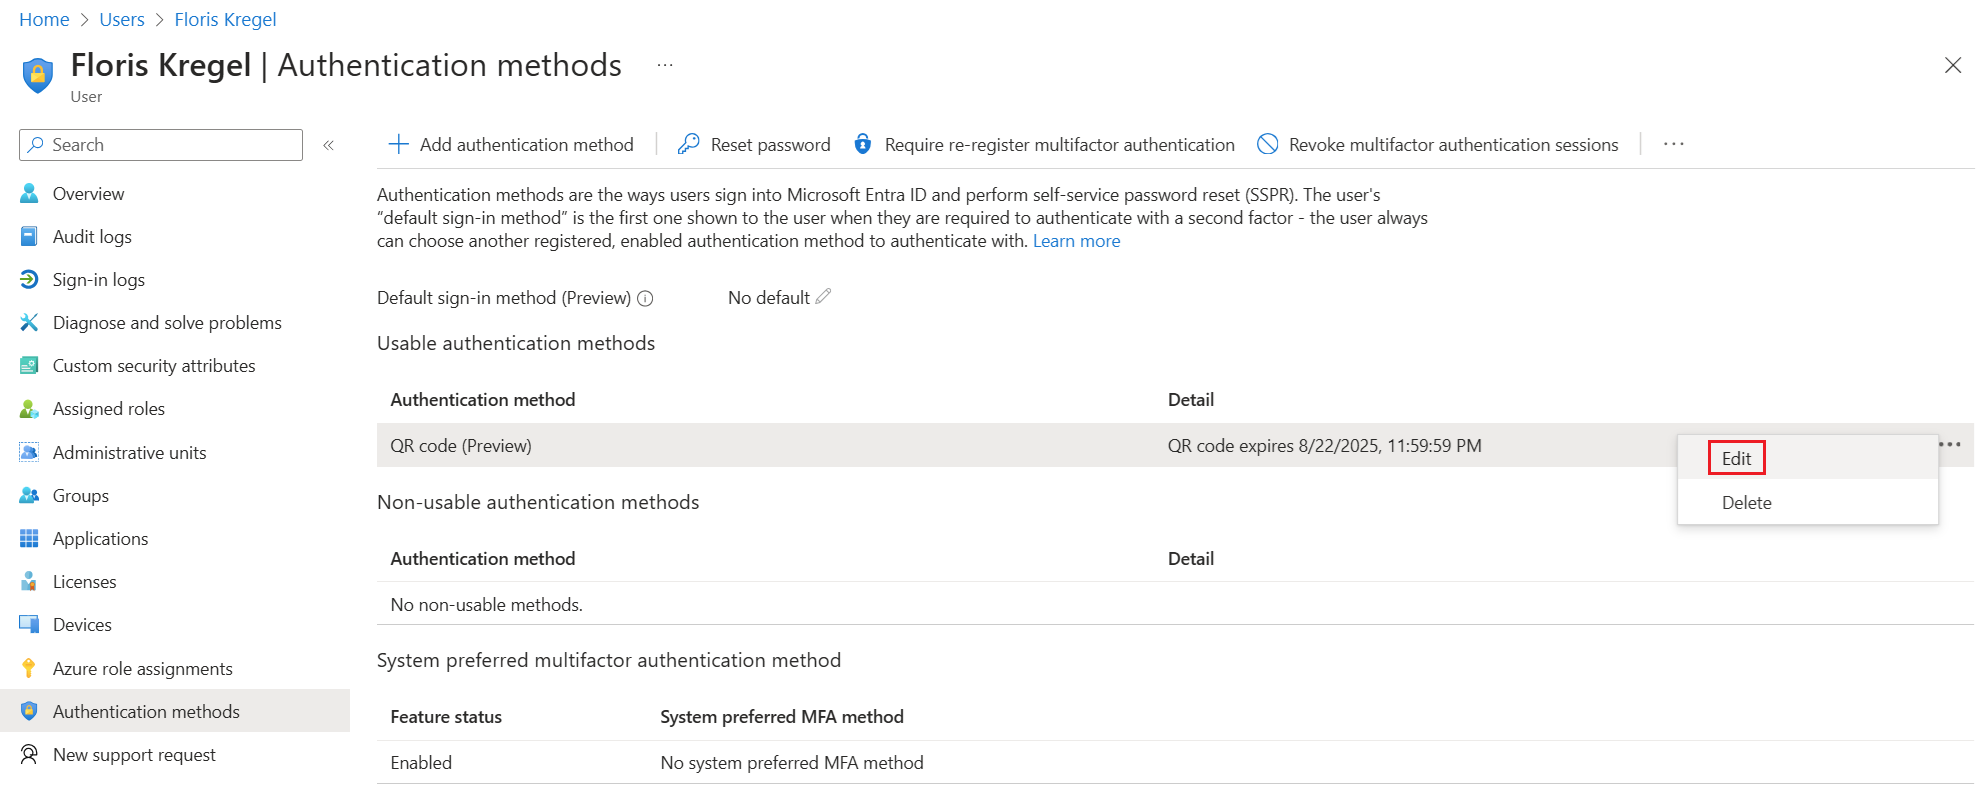 Home > Users > Floris Kregel
Floris Kregel | Authentication methods ...
User
Search «
Overview
Audit logs
Sign-in logs
Diagnose and solve problems
Custom security attributes
Assigned roles
Administrative units
Groups
Applications
Licenses
Devices
Azure role assignments
Authentication methods
New support request
Add authentication method | Reset password Require re-register multifactor authentication Revoke multifactor authentication sessions | ...
Authentication methods are the ways users sign into Microsoft Entra ID and perform self-service password reset (SSPR). The user's
“default sign-in method” is the first one shown to the user when they are required to authenticate with a second factor - the user always
can choose another registered, enabled authentication method to authenticate with. Learn more
Default sign-in method (Preview) No default
Usable authentication methods
Authentication method Detail
QR code (Preview) QR code expires 8/22/2025, 11:59:59 PM ...
Edit
Delete
Non-usable authentication methods
Authentication method Detail
No non-usable methods.
System preferred multifactor authentication method
Feature status System preferred MFA method
Enabled No system preferred MFA method